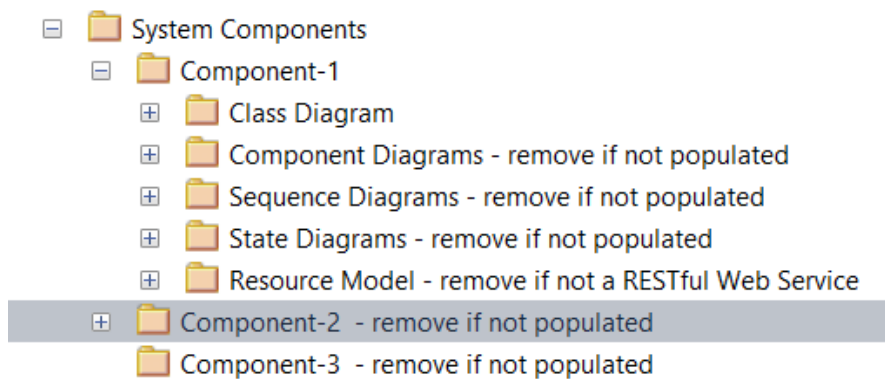 System Components
Component-1
Class Diagram
Component Diagrams - remove if not populated
Sequence Diagrams - remove if not populated
State Diagrams - remove if not populated
Resource Model - remove if not a RESTful Web Service
Component-2  - remove if not populated
Component-3  - remove if not populated